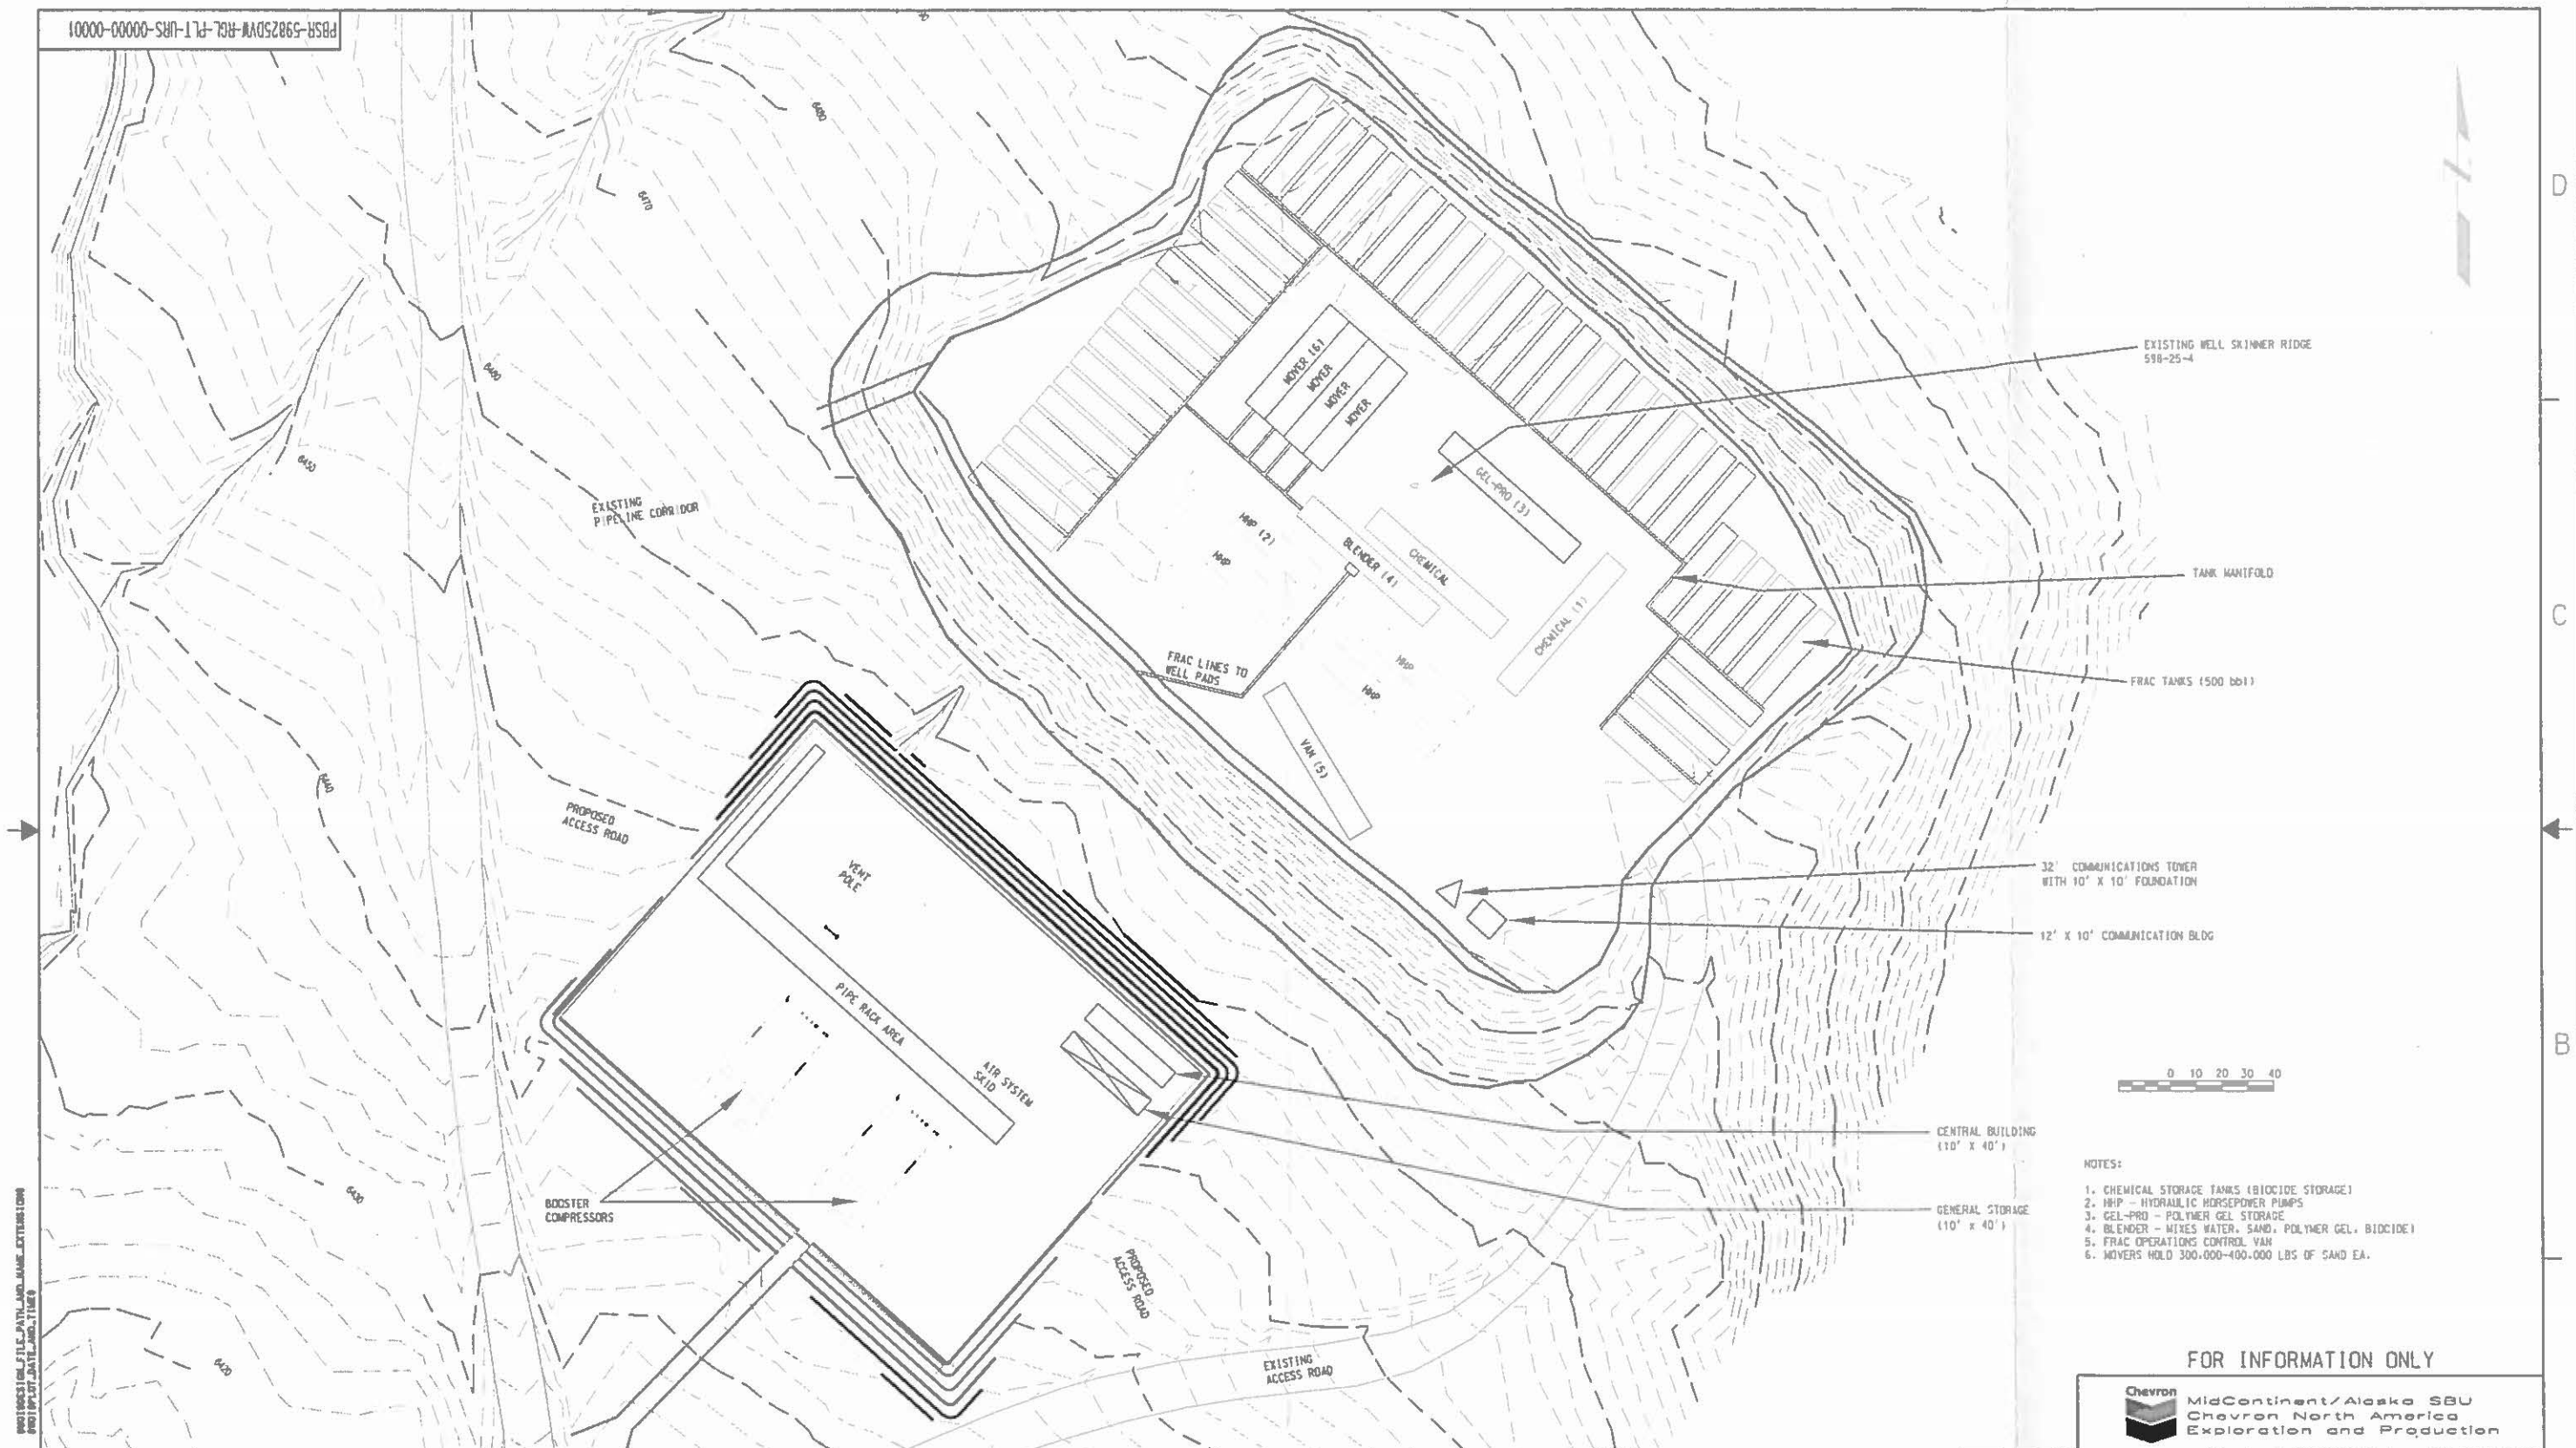 PBSR-59825DVW-RGL-PLT-URS-00000-00001
6480
6470
6460
6450
6440
6430
6420
D
C
B
EXISTING WELL SKINNER RIDGE
598-25-4
TANK MANIFOLD
FRAC TANKS (500 bbl)
32' COMMUNICATIONS TOWER
WITH 10' X 10' FOUNDATION
12' X 10' COMMUNICATION BLDG
MOVER (6)
MOVER
MOVER
MOVER
GEL-PRO (3)
HHP (2)
HHP
BLENDER (4)
CHEMICAL
CHEMICAL (1)
HHP
HHP
FRAC LINES TO
WELL PADS
VAN (5)
EXISTING
PIPELINE CORRIDOR
PROPOSED
ACCESS ROAD
VENT
POLE
PIPE RACK AREA
AIR SYSTEM
SKID
BOOSTER
COMPRESSORS
PROPOSED
ACCESS ROAD
EXISTING
ACCESS ROAD
0 10 20 30 40
CENTRAL BUILDING
(10' X 40')
GENERAL STORAGE
(10' x 40')
NOTES:
1. CHEMICAL STORAGE TANKS (BIOCIDE STORAGE)
2. HHP - HYDRAULIC HORSEPOWER PUMPS
3. GEL-PRO - POLYMER GEL STORAGE
4. BLENDER - MIXES WATER, SAND, POLYMER GEL, BIOCIDE)
5. FRAC OPERATIONS CONTROL VAN
6. MOVERS HOLD 300,000-400,000 LBS OF SAND EA.
FOR INFORMATION ONLY
Chevron
MidContinent/Alaska SBU
Chevron North America
Exploration and Production